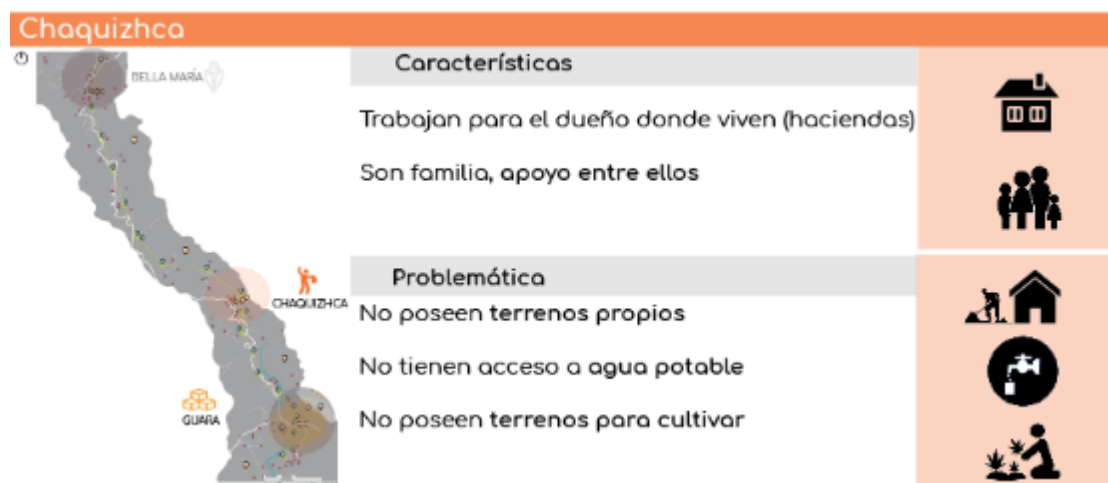 Chaquizhca
BELLA MARÍA
CHAQUIZHCA
GUARA
Características
Trabajan para el dueño donde viven (haciendas)
Son familia, apoyo entre ellos
Problemática
No poseen terrenos propios
No tienen acceso a agua potable
No poseen terrenos para cultivar